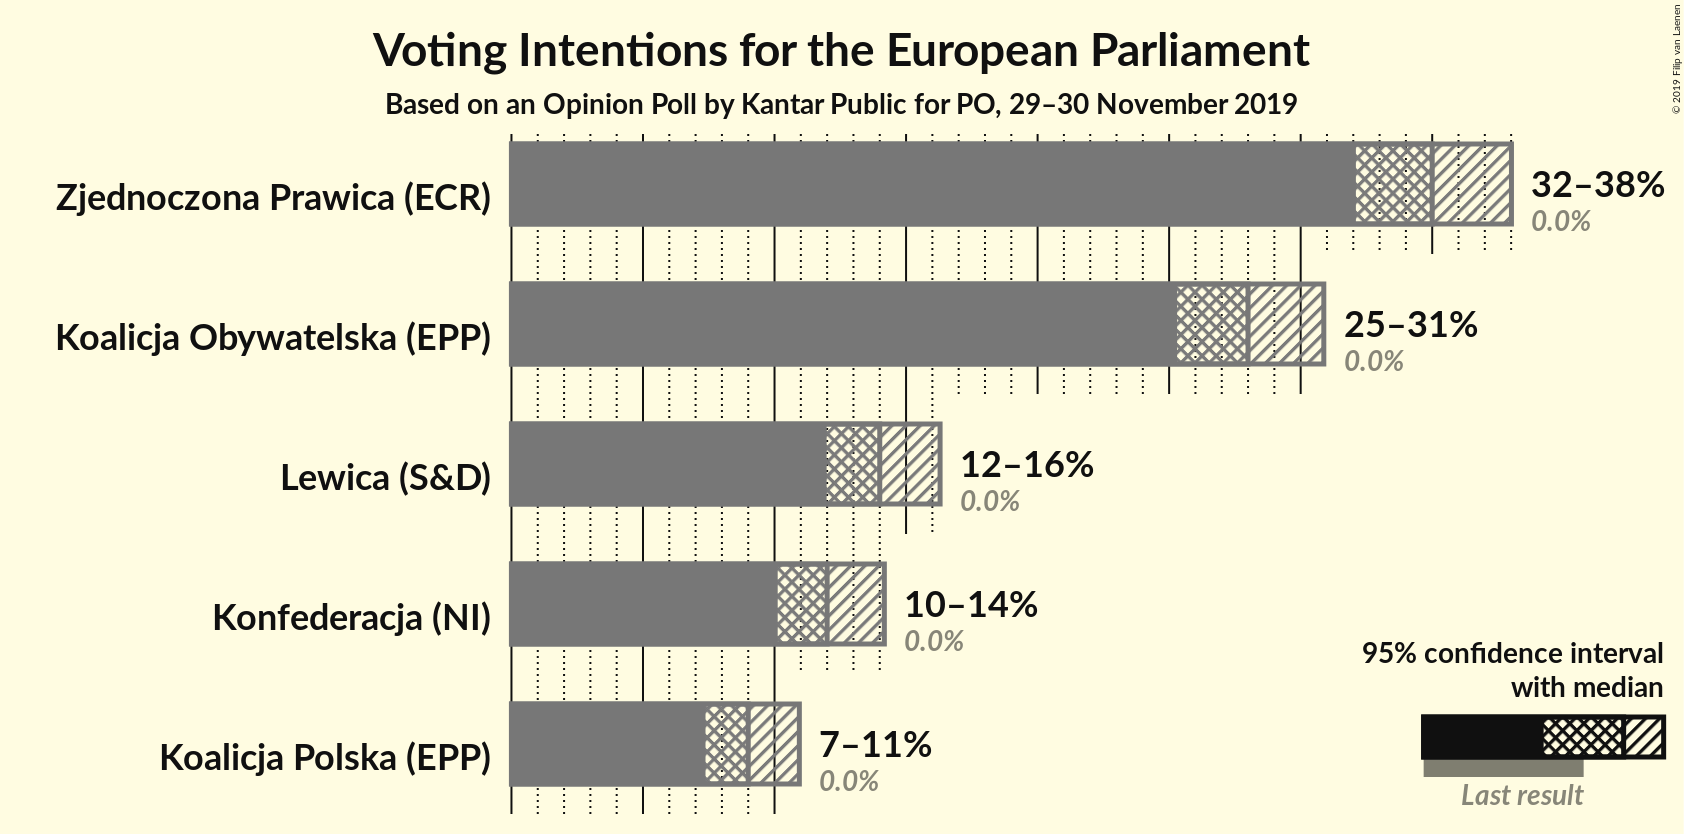 Voting Intentions for the European Parliament
Based on an Opinion Poll by Kantar Public for PO, 29–30 November 2019
© 2019 Filip van Laenen
Zjednoczona Prawica (ECR)
32–38%
0.0%
Koalicja Obywatelska (EPP)
25–31%
0.0%
Lewica (S&D)
12–16%
0.0%
Konfederacja (NI)
10–14%
0.0%
Koalicja Polska (EPP)
7–11%
0.0%
95% confidence interval
with median
Last result